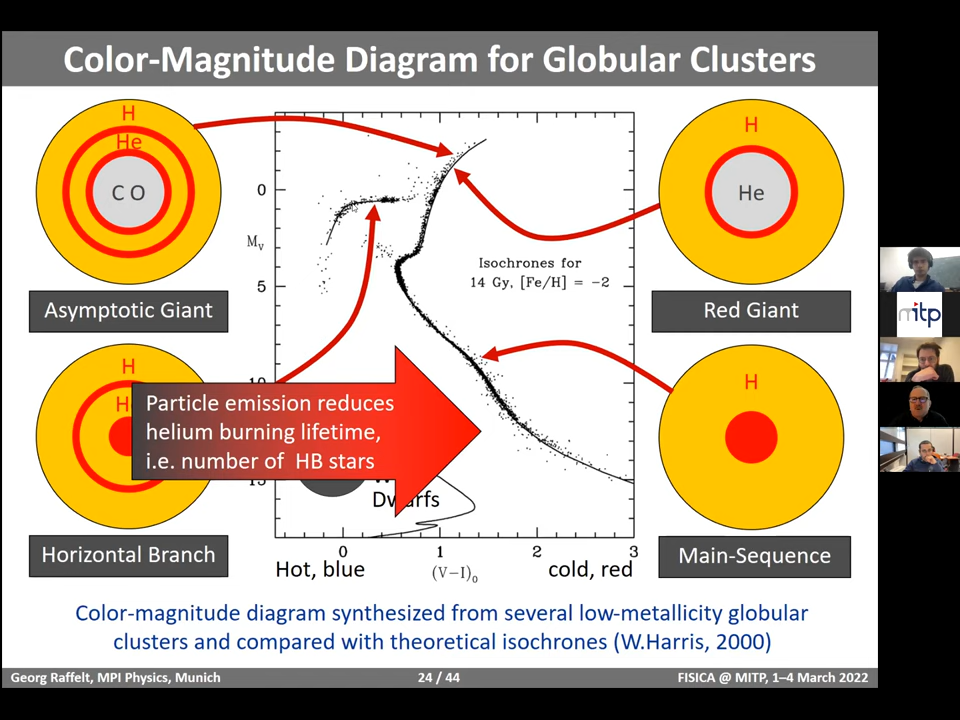 Color-Magnitude Diagram for Globular Clusters
H
He
C O
Asymptotic Giant
H
Horizontal Branch
0
5
10
15
M_V
Isochrones for
14 Gy, [Fe/H] = -2
Particle emission reduces
helium burning lifetime,
i.e. number of HB stars
Dwarfs
0
1
2
3
Hot, blue
(V-I)_0
cold, red
H
He
Red Giant
H
Main-Sequence
Color-magnitude diagram synthesized from several low-metallicity globular
clusters and compared with theoretical isochrones (W.Harris, 2000)
Georg Raffelt, MPI Physics, Munich
24 / 44
FISICA @ MITP, 1–4 March 2022
mitp